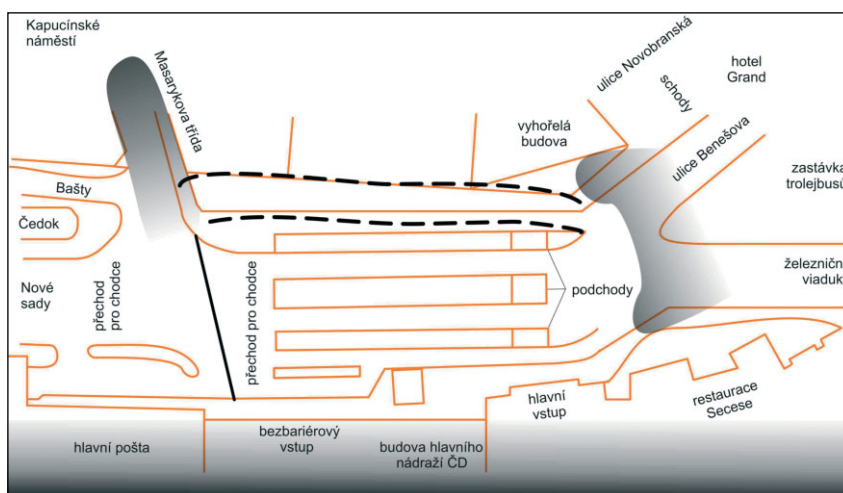 Kapucínské
náměstí
Masarykova třída
ulice Novobranská
schody
hotel
Grand
vyhořelá
budova
ulice Benešova
zastávka
trolejbusů
Bašty
Čedok
Nové
sady
přechod
pro chodce
přechod pro chodce
podchody
železniční
viadukt
hlavní pošta
bezbariérový
vstup
budova hlavního
nádraží ČD
hlavní
vstup
restaurace
Secese